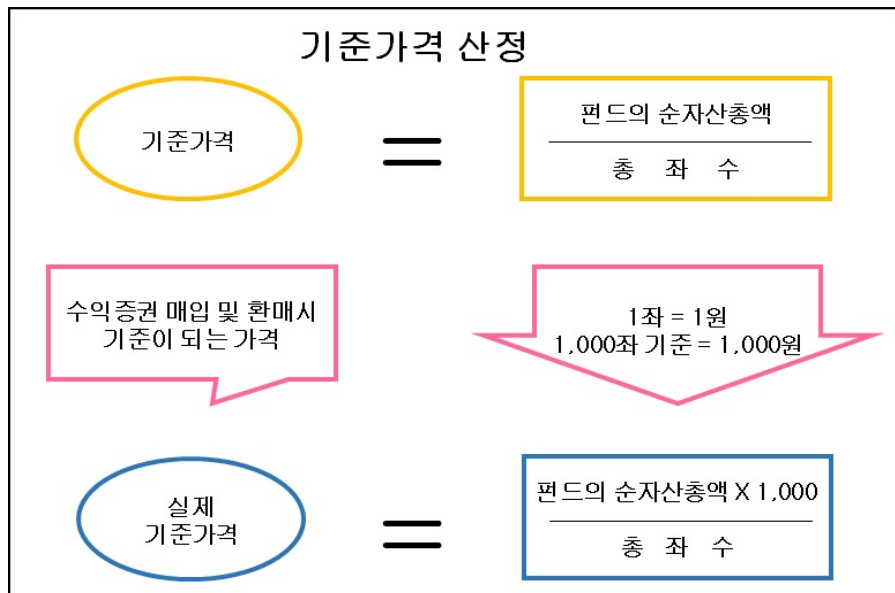 기준가격 산정
기준가격
=
펀드의 순자산총액
총 좌 수
수익증권 매입 및 환매시
기준이 되는 가격
1좌 = 1원
1,000좌 기준 = 1,000원
실제
기준가격
=
펀드의 순자산총액 X 1,000
총 좌 수